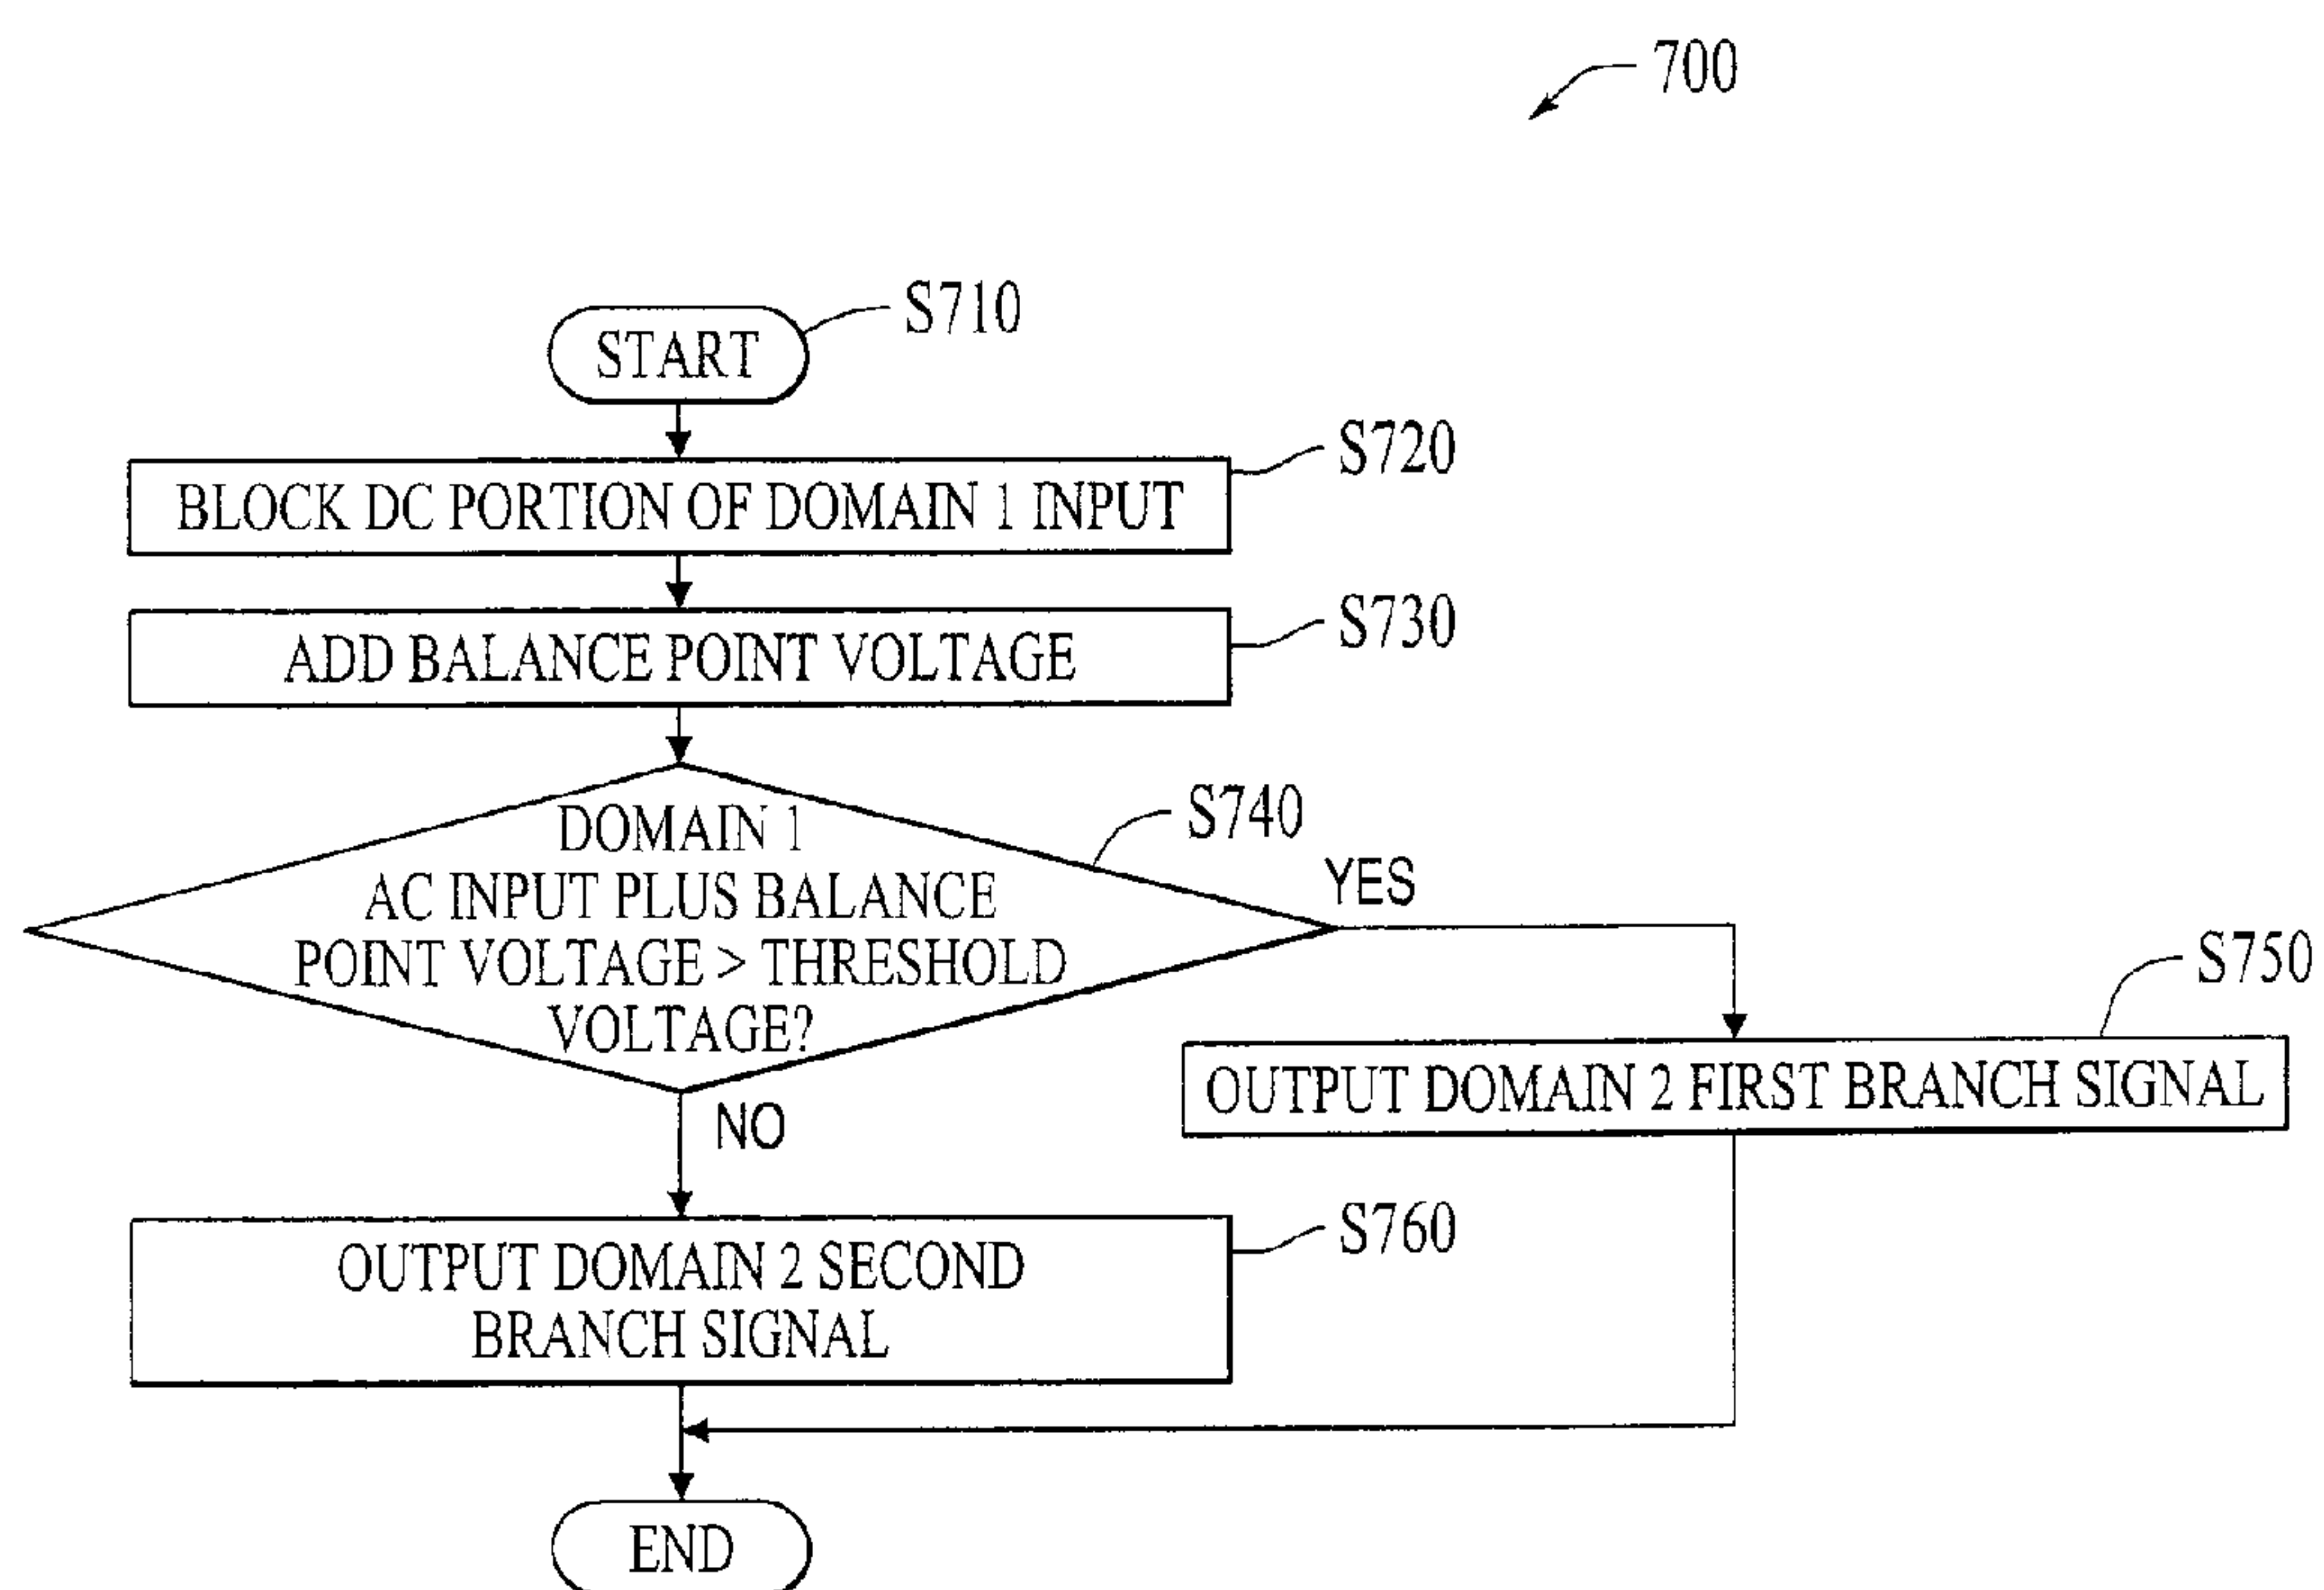 700
START
S710
BLOCK DC PORTION OF DOMAIN 1 INPUT
S720
ADD BALANCE POINT VOLTAGE
S730
DOMAIN 1
AC INPUT PLUS BALANCE
POINT VOLTAGE > THRESHOLD
VOLTAGE?
S740
YES
NO
OUTPUT DOMAIN 2 FIRST BRANCH SIGNAL
S750
OUTPUT DOMAIN 2 SECOND
BRANCH SIGNAL
S760
END